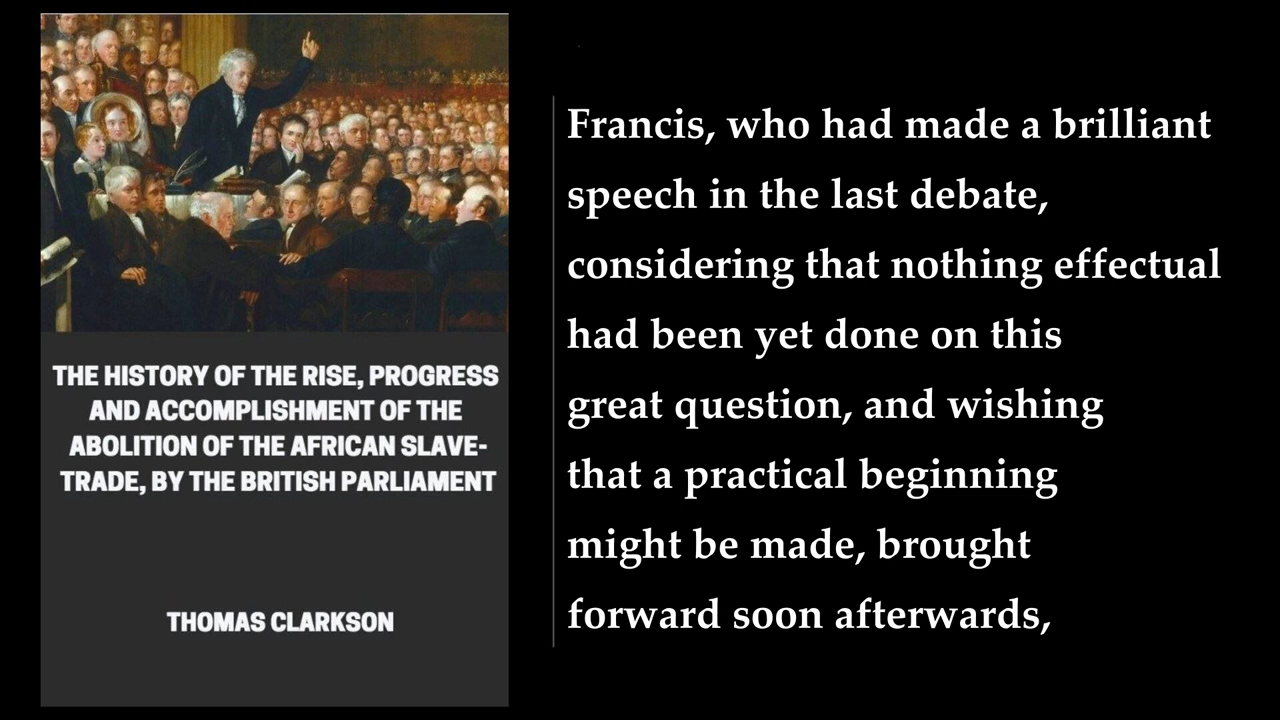 THE HISTORY OF THE RISE, PROGRESS
AND ACCOMPLISHMENT OF THE
ABOLITION OF THE AFRICAN SLAVE-
TRADE, BY THE BRITISH PARLIAMENT
THOMAS CLARKSON
Francis, who had made a brilliant
speech in the last debate,
considering that nothing effectual
had been yet done on this
great question, and wishing
that a practical beginning
might be made, brought
forward soon afterwards,